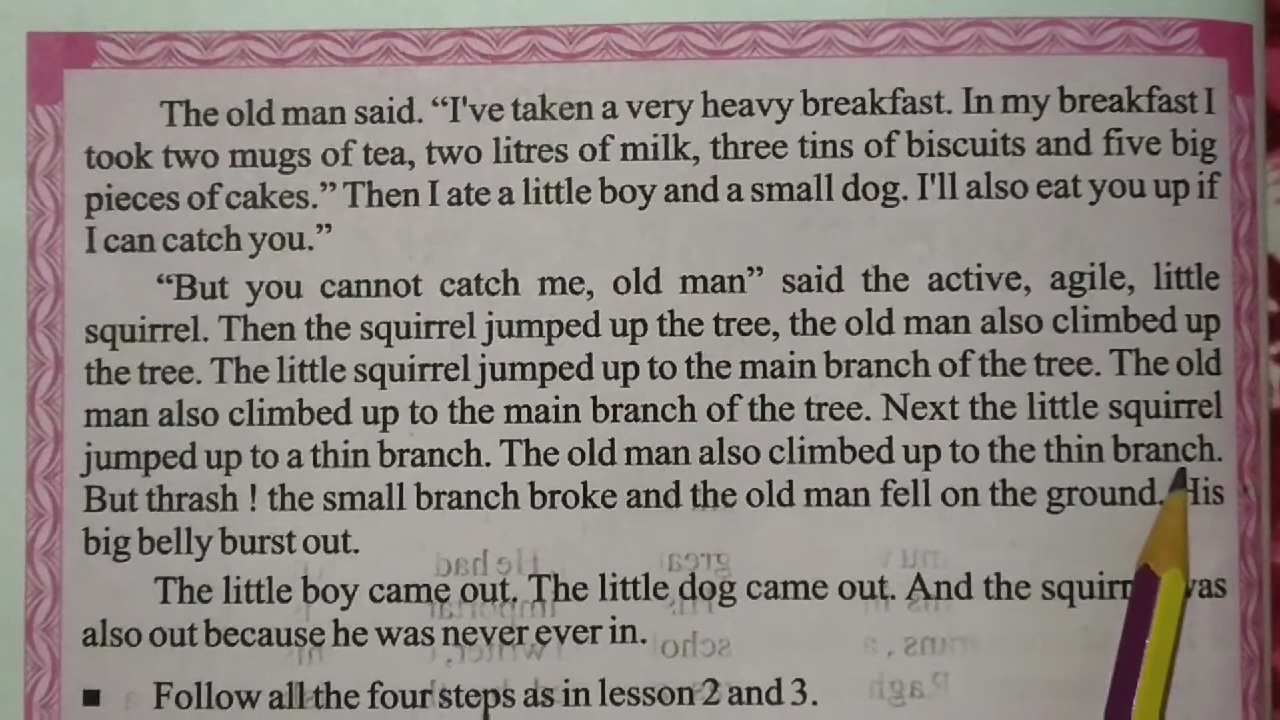 The old man said. “I've taken a very heavy breakfast. In my breakfast I
took two mugs of tea, two litres of milk, three tins of biscuits and five big
pieces of cakes.” Then I ate a little boy and a small dog. I'll also eat you up if
I can catch you.”
“But you cannot catch me, old man” said the active, agile, little
squirrel. Then the squirrel jumped up the tree, the old man also climbed up
the tree. The little squirrel jumped up to the main branch of the tree. The old
man also climbed up to the main branch of the tree. Next the little squirrel
jumped up to a thin branch. The old man also climbed up to the thin branch.
But thrash ! the small branch broke and the old man fell on the ground. His
big belly burst out.
The little boy came out. The little dog came out. And the
also out because he was never ever in.
■ Follow all the four steps as in lesson 2 and 3.